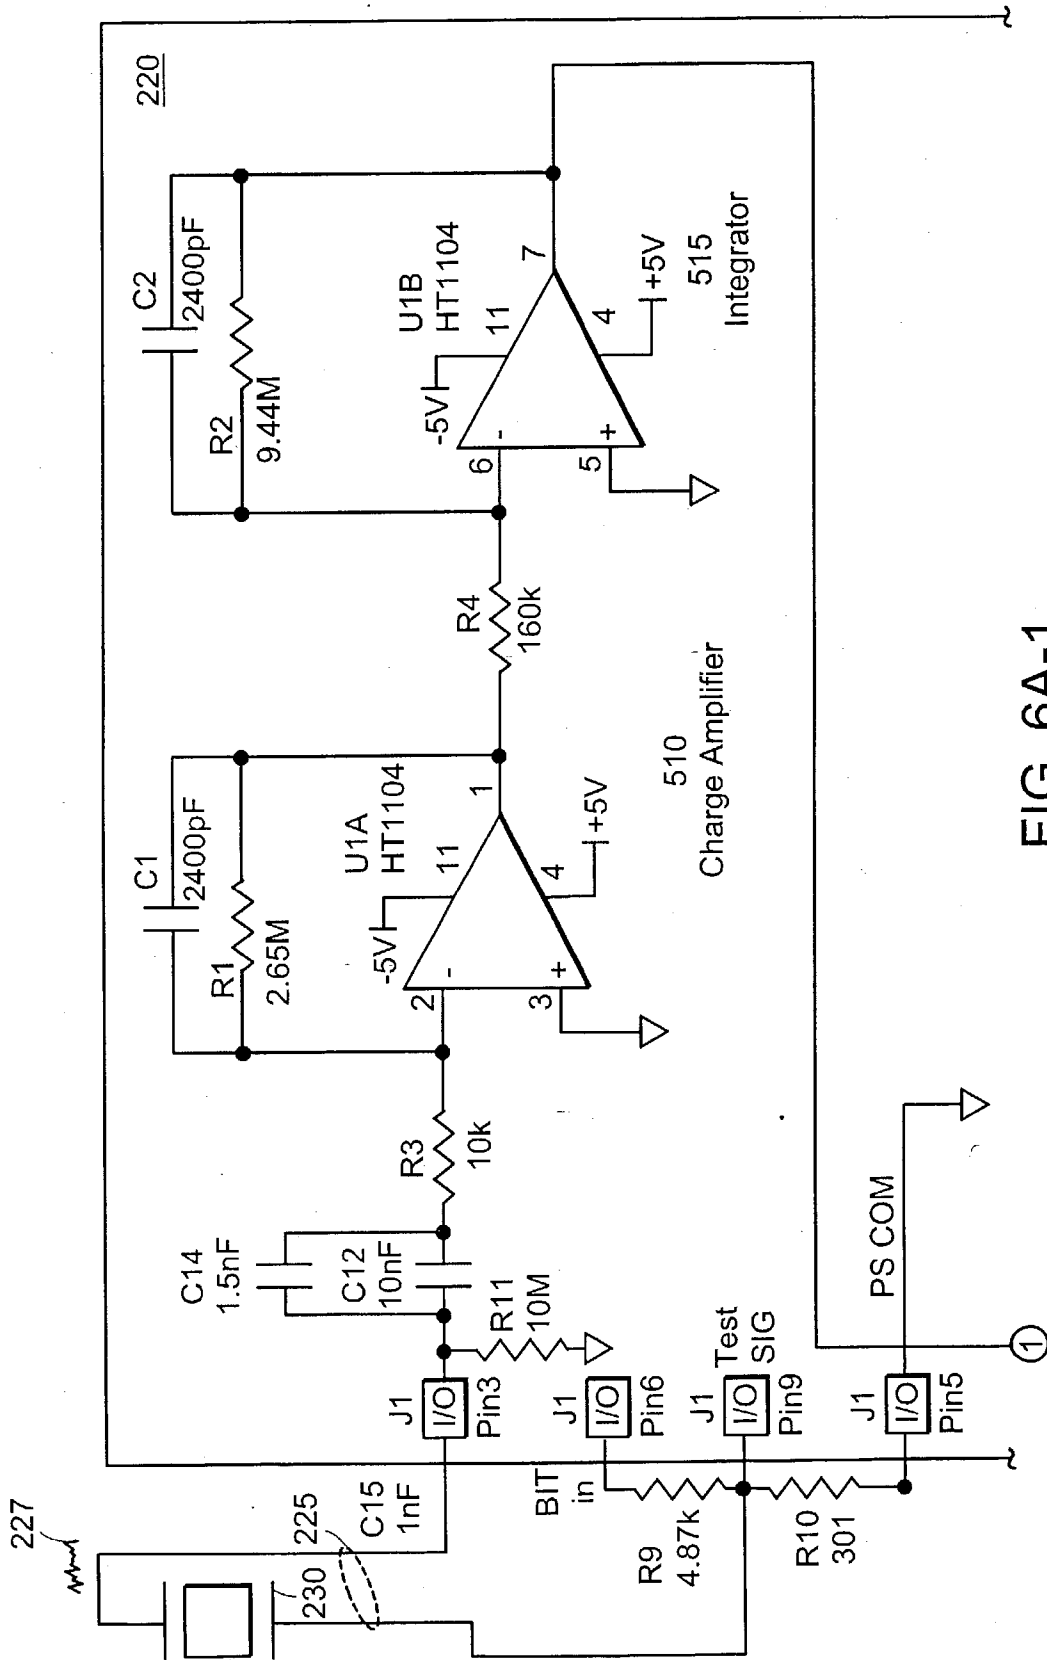 220
227
C2
2400pF
R2
9.44M
U1B
HT1104
-5V
11
7
6
-
5
+
4
+5V
515
Integrator
R4
160k
C1
2400pF
R1
2.65M
U1A
HT1104
-5V
11
1
2
-
3
+
4
+5V
510
Charge Amplifier
R3
10k
C14
1.5nF
C12
10nF
R11
10M
J1
I/O
Pin3
J1
I/O
Pin6
J1
I/O
Pin9
Test
SIG
J1
I/O
Pin5
PS COM
1
C15
1nF
225
230
BIT
in
R9
4.87k
R10
301
FIG. 6A-1